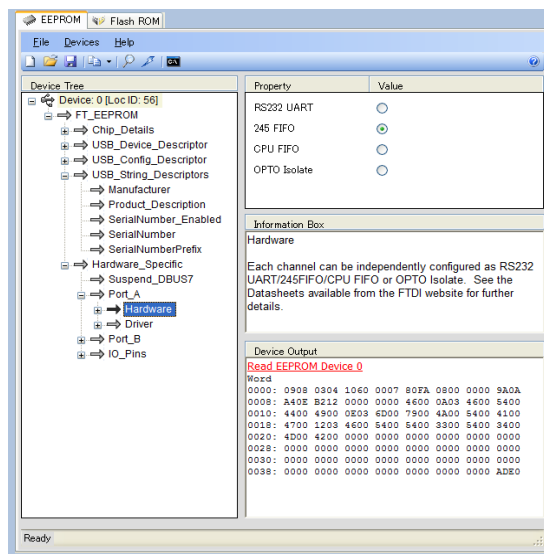 EEPROM
Flash ROM
File Devices Help
Device Tree
Device: 0 [Loc ID: 56]
FT_EEPROM
Chip_Details
USB_Device_Descriptor
USB_Config_Descriptor
USB_String_Descriptors
Manufacturer
Product_Description
SerialNumber_Enabled
SerialNumber
SerialNumberPrefix
Hardware_Specific
Suspend_DBUS7
Port_A
Hardware
Driver
Port_B
IO_Pins
Property Value
RS232 UART
245 FIFO
CPU FIFO
OPTO Isolate
Information Box
Hardware
Each channel can be independently configured as RS232
UART/245FIFO/CPU FIFO or OPTO Isolate. See the
Datasheets available from the FTDI website for further
details.
Device Output
Read EEPROM Device 0
Word
0000: 0908 0304 1060 0007 80FA 0800 0000 9A0A
0008: A40E B212 0000 0000 4600 0A03 4600 5400
0010: 4400 4900 0E03 6D00 7900 4A00 5400 4100
0018: 4700 1203 4600 5400 5400 3300 5400 3400
0020: 4D00 4200 0000 0000 0000 0000 0000 0000
0028: 0000 0000 0000 0000 0000 0000 0000 0000
0030: 0000 0000 0000 0000 0000 0000 0000 0000
0038: 0000 0000 0000 0000 0000 0000 0000 ADE0
Ready